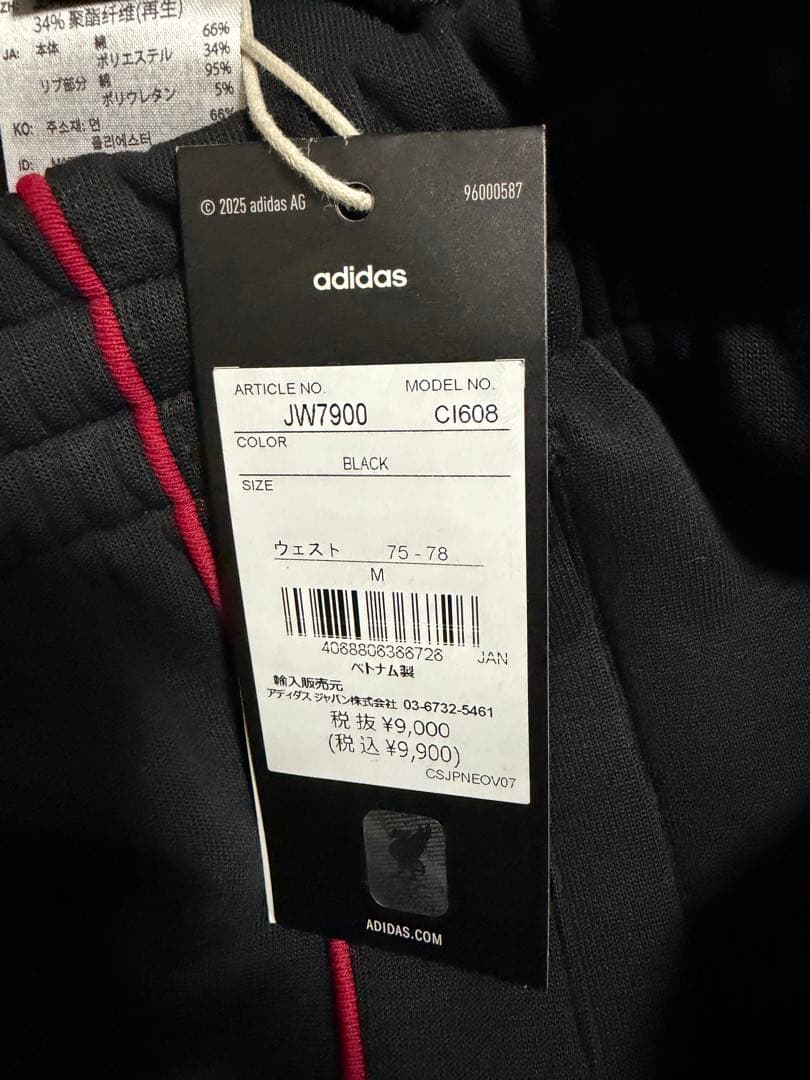 ZH:
34% 聚酯纤维(再生)
JA: 本体 綿 66%
ポリエステル 34%
リブ部分 綿 95%
ポリウレタン 5%
66%
KO: 주소재: 면
폴리에스터
ID:
© 2025 adidas AG
96000587
adidas
ARTICLE NO. MODEL NO.
JW7900 CI608
COLOR
BLACK
SIZE
ウェスト 75 - 78
M
4068806366726 JAN
ベトナム製
輸入販売元
アディダス ジャパン株式会社 03-6732-5461
税抜 ¥9,000
(税込 ¥9,900)
CSJPNEOV07
ADIDAS.COM